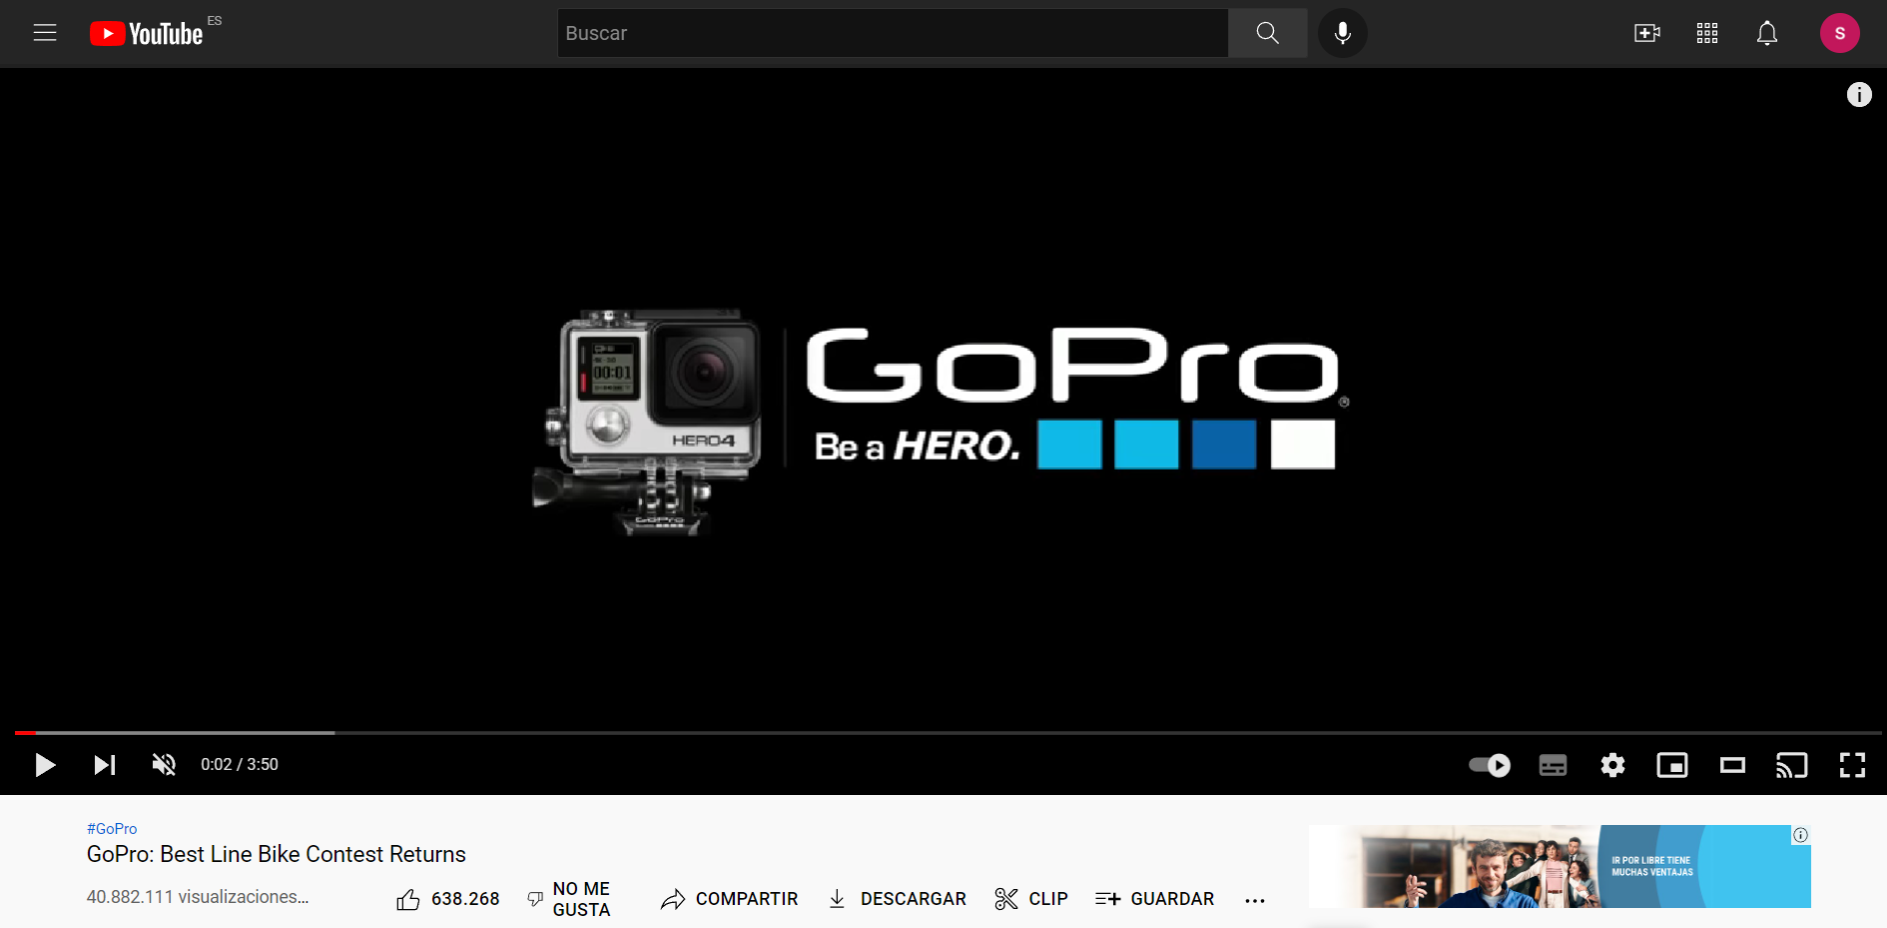 YouTube ES
Buscar
S
00:01
HERO4
GoPro
GoPro
Be a HERO.
0:02 / 3:50
#GoPro
GoPro: Best Line Bike Contest Returns
40.882.111 visualizaciones...
638.268
NO ME GUSTA
COMPARTIR
DESCARGAR
CLIP
GUARDAR
IR POR LIBRE TIENE
MUCHAS VENTAJAS